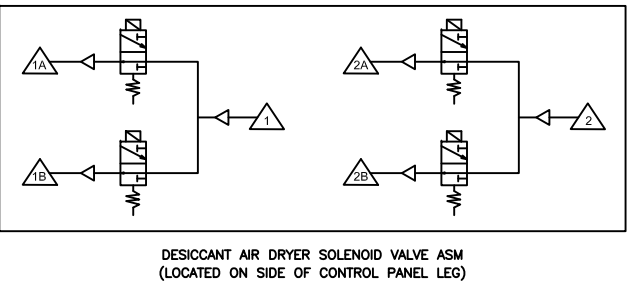 1A
2A
1
2
1B
2B
DESICCANT AIR DRYER SOLENOID VALVE ASM
(LOCATED ON SIDE OF CONTROL PANEL LEG)